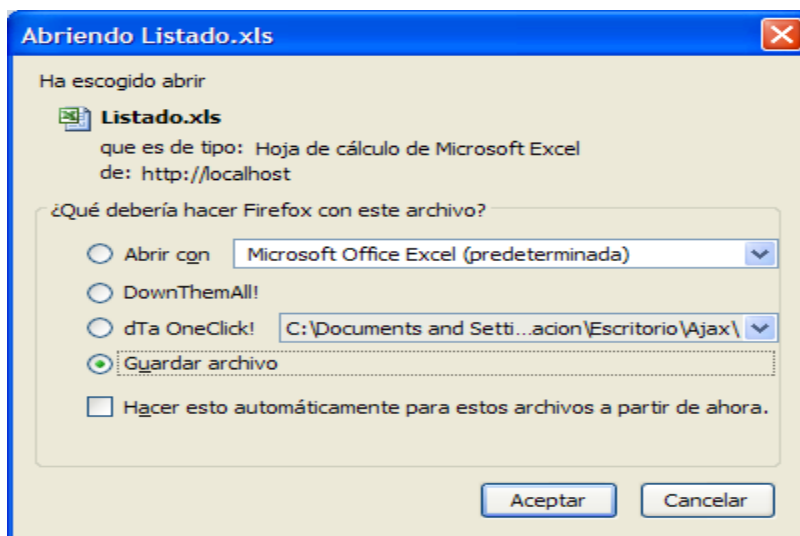 Abriendo Listado.xls
Ha escogido abrir
Listado.xls
que es de tipo: Hoja de cálculo de Microsoft Excel
de: http://localhost
¿Qué debería hacer Firefox con este archivo?
Abrir con Microsoft Office Excel (predeterminada)
DownThemAll!
dTa OneClick! C:\Documents and Setti...acion\Escritorio\Ajax\
Guardar archivo
Hacer esto automáticamente para estos archivos a partir de ahora.
Aceptar Cancelar